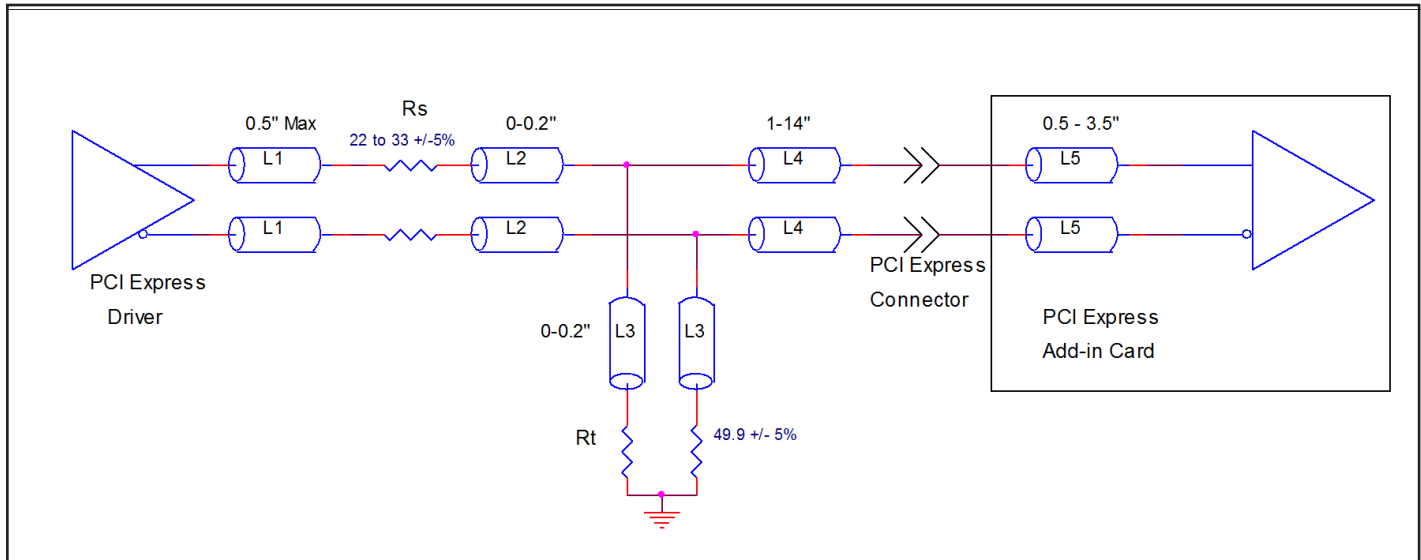 Rs
0.5" Max
22 to 33 +/-5%
0-0.2"
1-14"
0.5 - 3.5"
L1
L2
L4
L5
L1
L2
L4
L5
PCI Express
Driver
PCI Express
Connector
0-0.2"
L3
L3
PCI Express
Add-in Card
Rt
49.9 +/- 5%